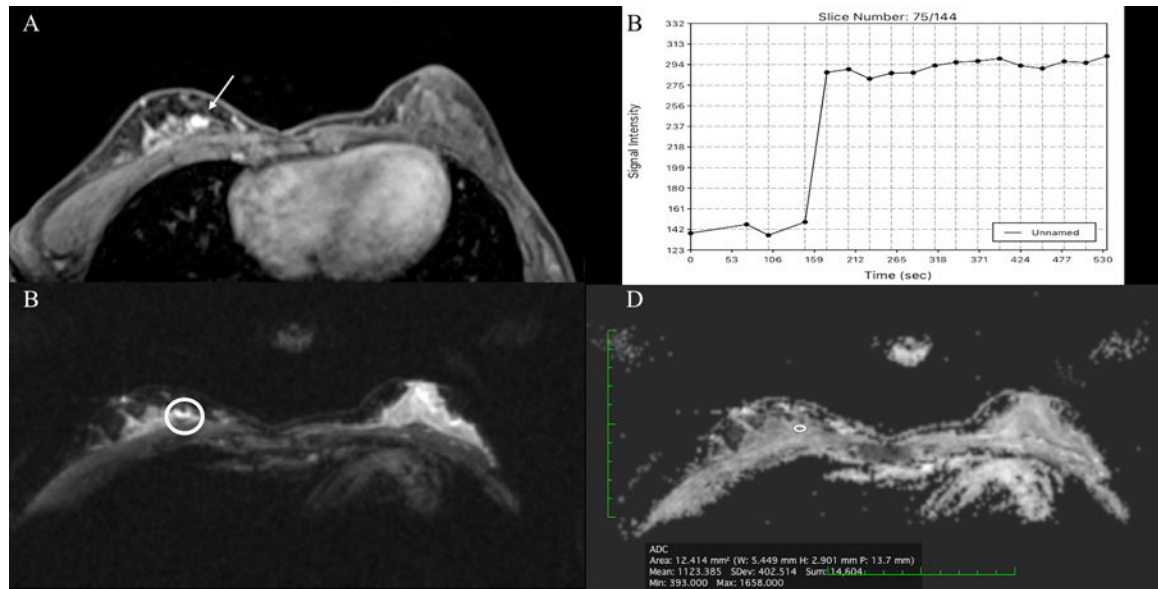 A
B
Slice Number: 75/144
332
313
294
275
256
237
218
199
180
161
142
123
Signal Intensity
Unnamed
0 53 106 159 212 265 318 371 424 477 530
Time (sec)
B
D
ADC
Area: 12.414 mm² (W: 5.449 mm H: 2.901 mm P: 13.7 mm)
Mean: 1123.385 SDev: 402.514 Sum: 14,604
Min: 393.000 Max: 1658.000